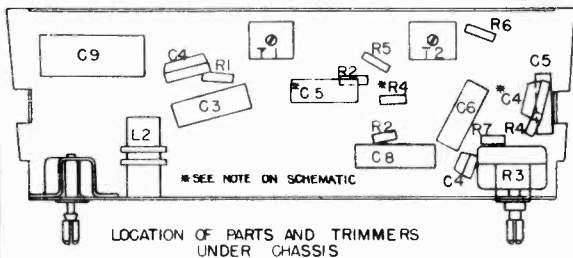 R6
C9
C4
T1
R5
T2
R1
R2
C5
*C5
*R4
*C4
C3
C6
R4
L2
R2
R7
C8
C4
R3
*SEE NOTE ON SCHEMATIC
LOCATION OF PARTS AND TRIMMERS
UNDER CHASSIS